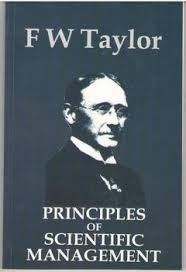 F W Taylor
PRINCIPLES
OF
SCIENTIFIC
MANAGEMENT